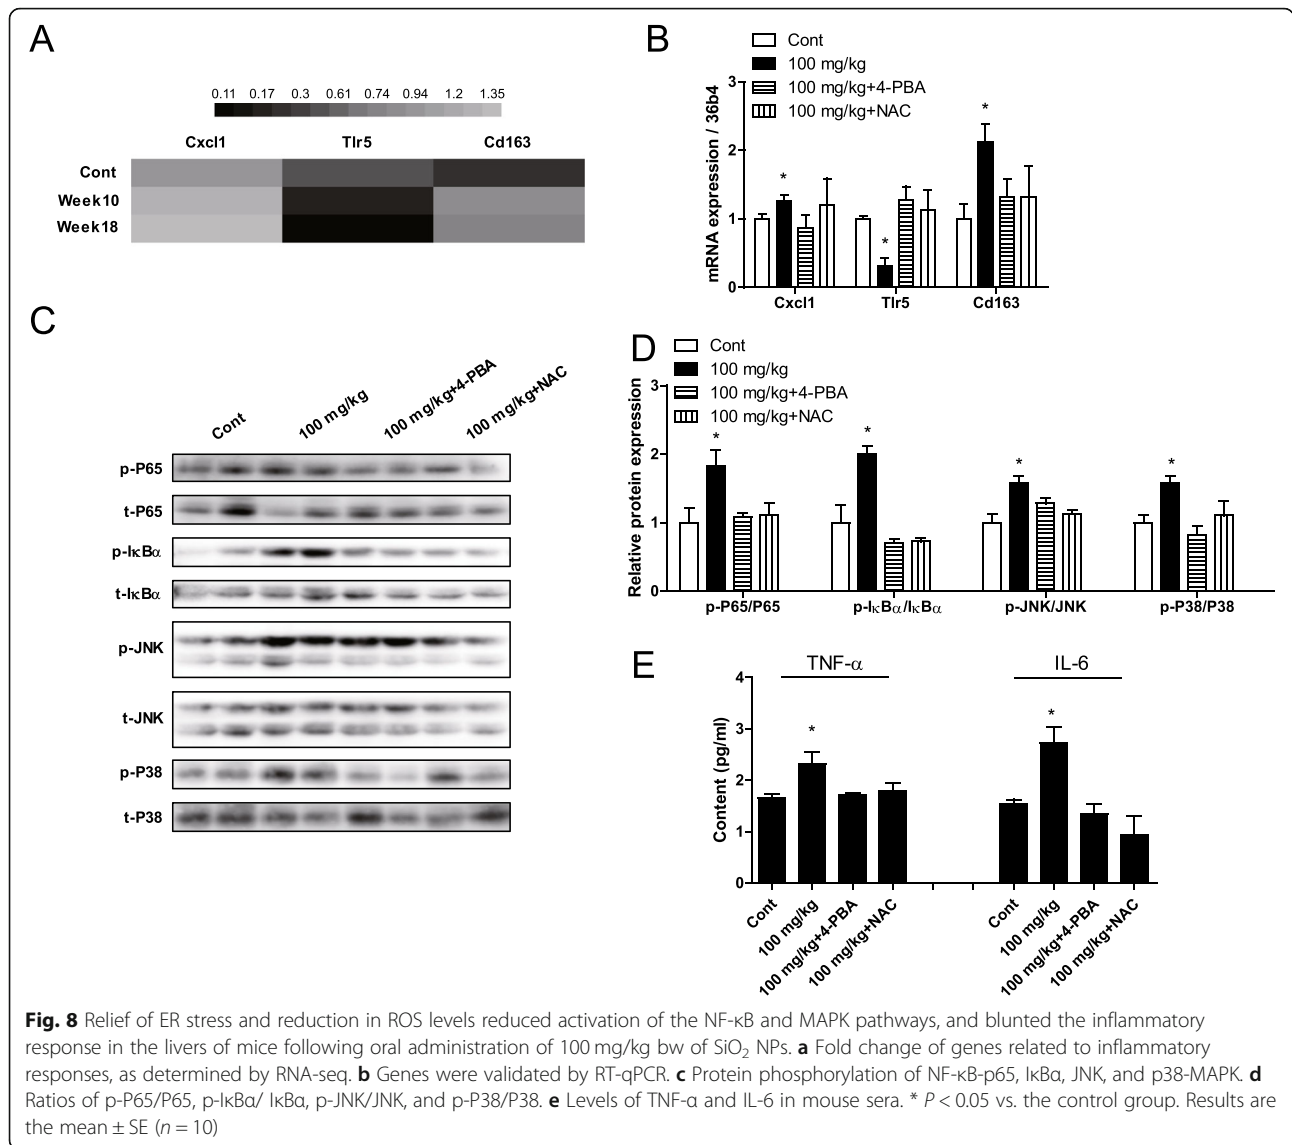 A
0.11 0.17 0.3 0.61 0.74 0.94 1.2 1.35
Cxcl1 Tlr5 Cd163
Cont
Week10
Week18
B
Cont
100 mg/kg
100 mg/kg+4-PBA
100 mg/kg+NAC
mRNA expression / 36b4
3
2
1
0
Cxcl1 Tlr5 Cd163
* * *
C
Cont 100 mg/kg 100 mg/kg+4-PBA 100 mg/kg+NAC
p-P65
t-P65
p-IκBα
t-IκBα
p-JNK
t-JNK
p-P38
t-P38
D
Cont
100 mg/kg
100 mg/kg+4-PBA
100 mg/kg+NAC
Relative protein expression
3
2
1
0
* * * *
p-P65/P65 p-IκBα/IκBα p-JNK/JNK p-P38/P38
E
TNF-α IL-6
Content (pg/ml)
4
3
2
1
0
* *
Cont 100 mg/kg 100 mg/kg+4-PBA 100 mg/kg+NAC Cont 100 mg/kg 100 mg/kg+4-PBA 100 mg/kg+NAC
Fig. 8 Relief of ER stress and reduction in ROS levels reduced activation of the NF-κB and MAPK pathways, and blunted the inflammatory
response in the livers of mice following oral administration of 100 mg/kg bw of SiO₂ NPs. a Fold change of genes related to inflammatory
responses, as determined by RNA-seq. b Genes were validated by RT-qPCR. c Protein phosphorylation of NF-κB-p65, IκBα, JNK, and p38-MAPK. d
Ratios of p-P65/P65, p-IκBα/ IκBα, p-JNK/JNK, and p-P38/P38. e Levels of TNF-α and IL-6 in mouse sera. * P < 0.05 vs. the control group. Results are
the mean ± SE (n = 10)